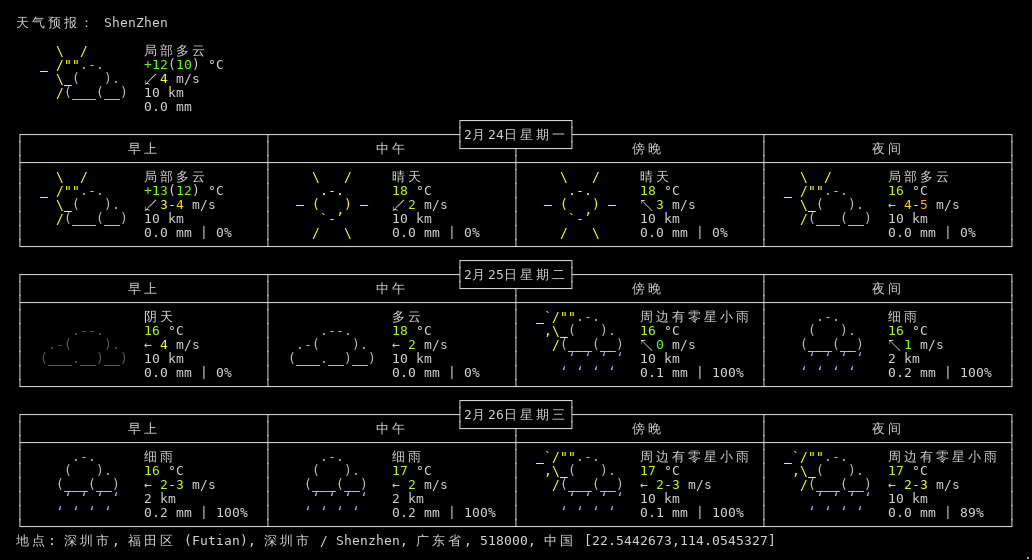 天气预报： ShenZhen
局部多云
+12(10) °C
↙ 4 m/s
10 km
0.0 mm
2月24日星期一
早上 中午 傍晚 夜间
局部多云 晴天 晴天 局部多云
+13(12) °C 18 °C 18 °C 16 °C
↙ 3-4 m/s ↙ 2 m/s ↖ 3 m/s ← 4-5 m/s
10 km 10 km 10 km 10 km
0.0 mm | 0% 0.0 mm | 0% 0.0 mm | 0% 0.0 mm | 0%
2月25日星期二
早上 中午 傍晚 夜间
阴天 多云 周边有零星小雨 细雨
16 °C 18 °C 16 °C 16 °C
← 4 m/s ← 2 m/s ↖ 0 m/s ↖ 1 m/s
10 km 10 km 10 km 2 km
0.0 mm | 0% 0.0 mm | 0% 0.1 mm | 100% 0.2 mm | 100%
2月26日星期三
早上 中午 傍晚 夜间
细雨 细雨 周边有零星小雨 周边有零星小雨
16 °C 17 °C 17 °C 17 °C
← 2-3 m/s ← 2 m/s ← 2-3 m/s ← 2-3 m/s
2 km 2 km 10 km 10 km
0.2 mm | 100% 0.2 mm | 100% 0.1 mm | 100% 0.0 mm | 89%
地点: 深圳市, 福田区 (Futian), 深圳市 / Shenzhen, 广东省, 518000, 中国 [22.5442673,114.0545327]